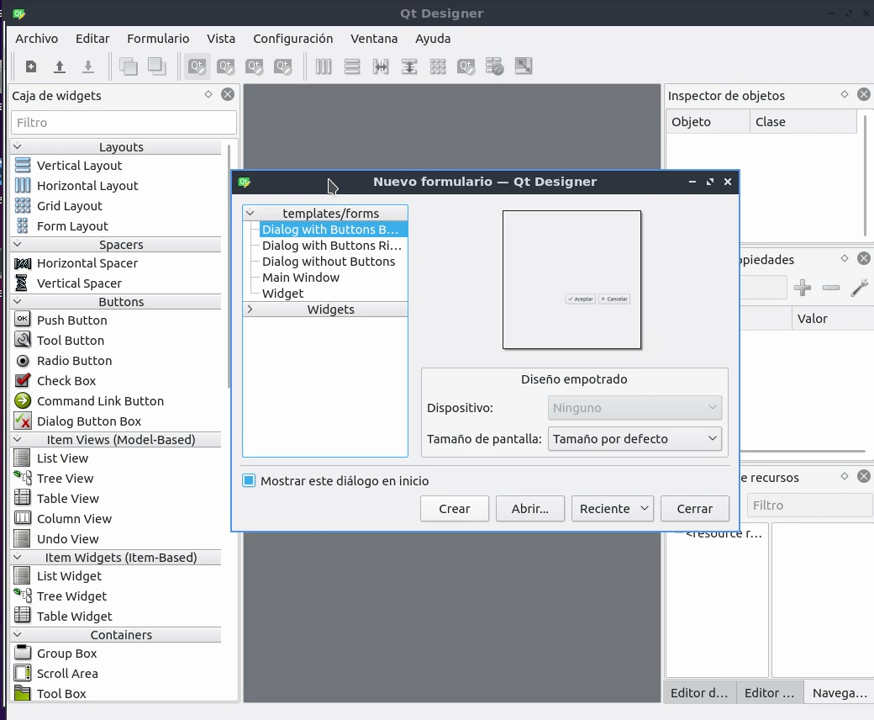 Qt Designer
Archivo Editar Formulario Vista Configuración Ventana Ayuda
Caja de widgets
Filtro
Layouts
Vertical Layout
Horizontal Layout
Grid Layout
Form Layout
Spacers
Horizontal Spacer
Vertical Spacer
Buttons
Push Button
Tool Button
Radio Button
Check Box
Command Link Button
Dialog Button Box
Item Views (Model-Based)
List View
Tree View
Table View
Column View
Undo View
Item Widgets (Item-Based)
List Widget
Tree Widget
Table Widget
Containers
Group Box
Scroll Area
Tool Box
Nuevo formulario — Qt Designer
templates/forms
Dialog with Buttons B...
Dialog with Buttons Ri...
Dialog without Buttons
Main Window
Widget
Widgets
Aceptar Cancelar
Diseño empotrado
Dispositivo: Ninguno
Tamaño de pantalla: Tamaño por defecto
Mostrar este diálogo en inicio
Crear Abrir... Reciente Cerrar
Inspector de objetos
Objeto Clase
opiedades
Valor
e recursos
Filtro
<resource r...
Editor d... Editor ... Navega...